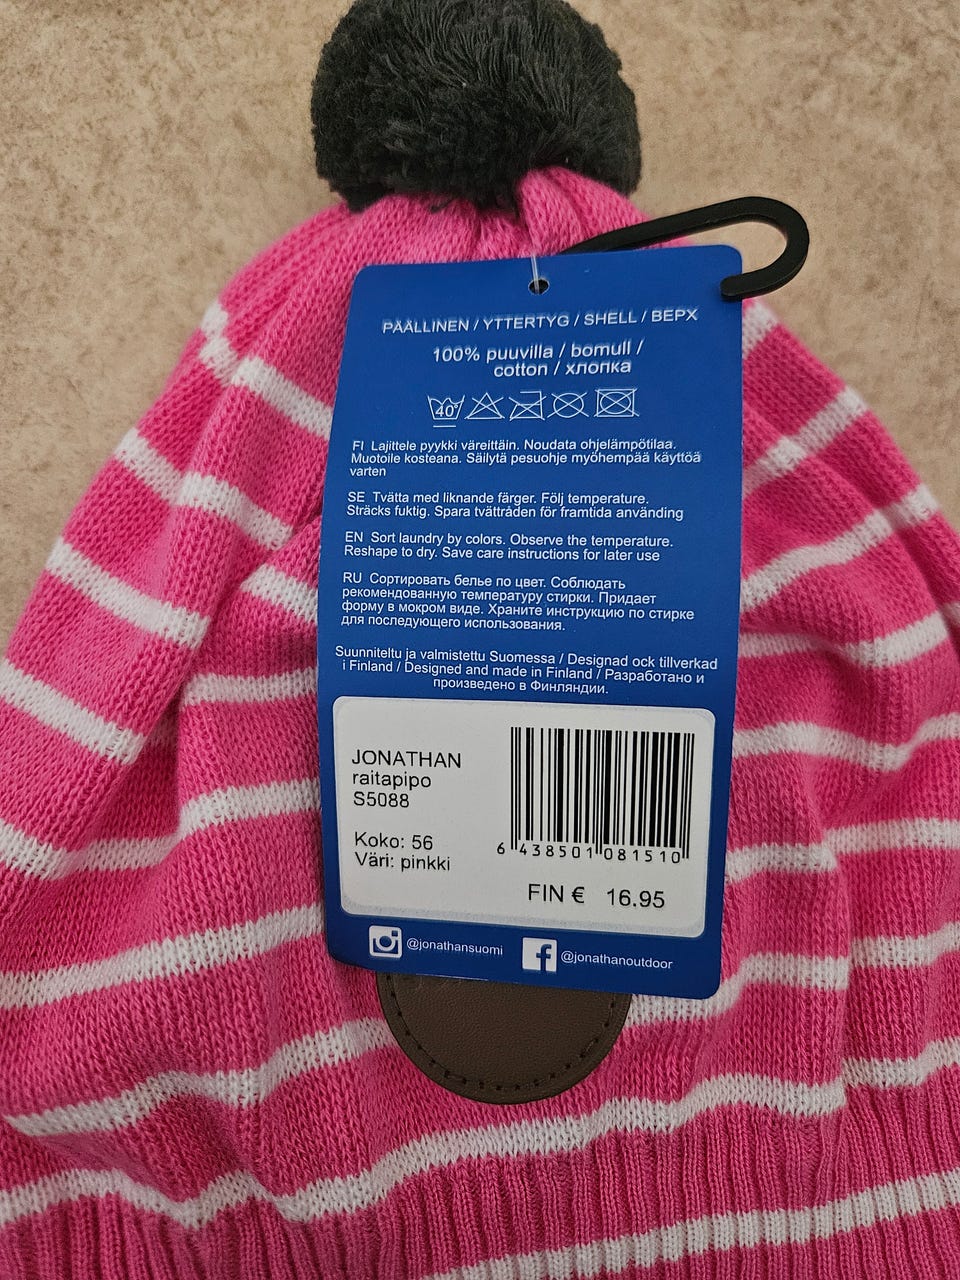 PÄÄLLINEN / YTTERTYG / SHELL / ВЕРХ
100% puuvilla / bomull /
cotton / хлопка
40°
FI Lajittele pyykki väreittäin. Noudata ohjelämpötilaa.
Muotoile kosteana. Säilytä pesuohje myöhempää käyttöä
varten
SE Tvätta med liknande färger. Följ temperature.
Sträcks fuktig. Spara tvättråden för framtida använding
EN Sort laundry by colors. Observe the temperature.
Reshape to dry. Save care instructions for later use
RU Сортировать белье по цвет. Соблюдать
рекомендованную температуру стирки. Придает
форму в мокром виде. Храните инструкцию по стирке
для последующего использования.
Suunniteltu ja valmistettu Suomessa / Designad ock tillverkad
i Finland / Designed and made in Finland / Разработано и
произведено в Финляндии.
JONATHAN
raitapipo
S5088
Koko: 56
Väri: pinkki
6 438501 081510
FIN € 16.95
@jonathansuomi
@jonathanoutdoor